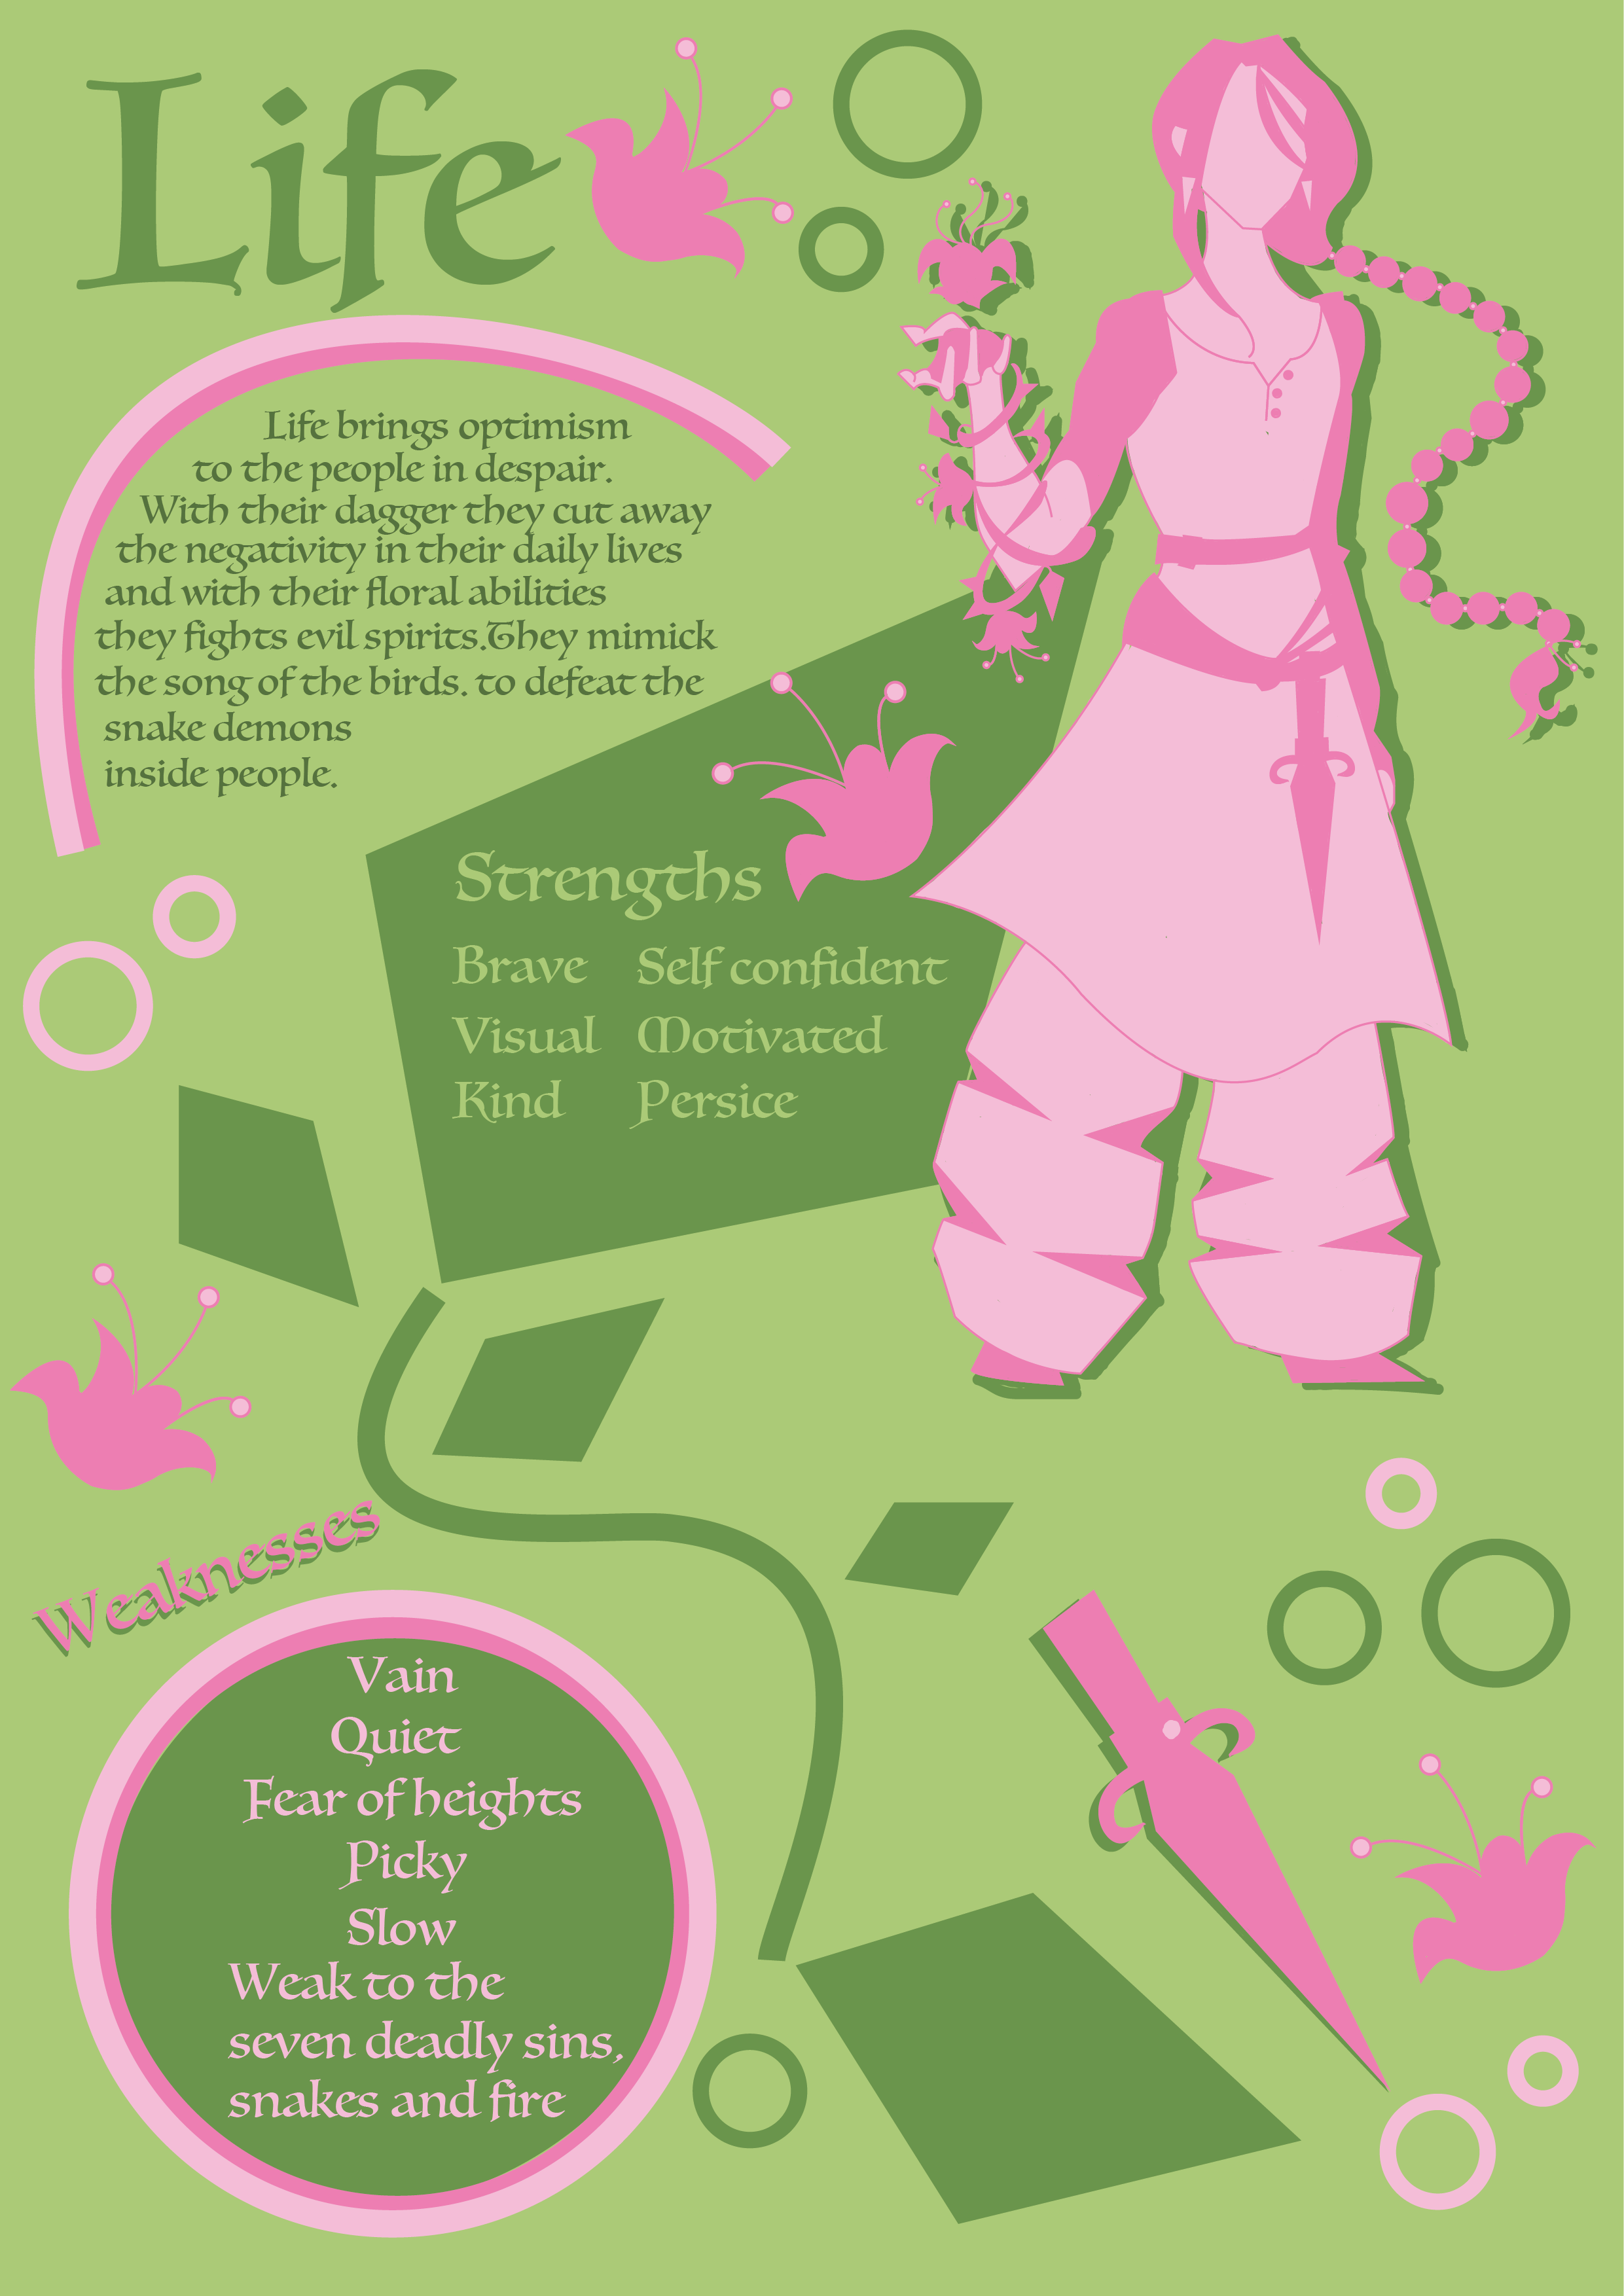 Life
Life brings optimism
to the people in despair.
With their dagger they cut away
the negativity in their daily lives
and with their floral abilities
they fights evil spirits.They mimick
the song of the birds. to defeat the
snake demons
inside people.
Strengths
Brave Self confident
Visual Motivated
Kind Persice
Weaknesses
Vain
Quiet
Fear of heights
Picky
Slow
Weak to the
seven deadly sins,
snakes and fire